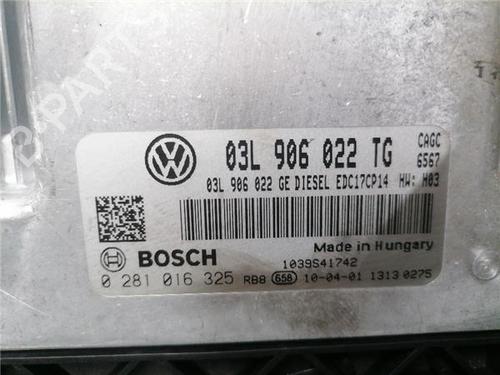 03L 906 022 TG CAGC
6567
03L 906 022 GE DIESEL EDC17CP14 HW: H03
Made in Hungary
BOSCH 1039S41742
0 281 016 325 RB8 658 10-04-01 1313 0275